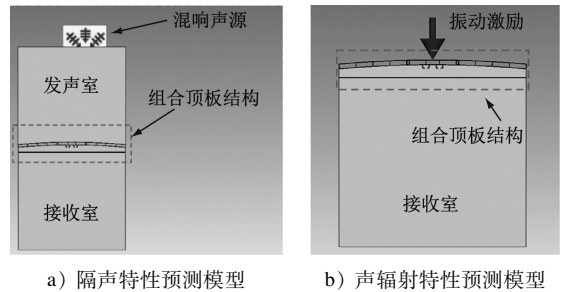 混响声源
发声室
组合顶板结构
接收室
a）隔声特性预测模型
振动激励
组合顶板结构
接收室
b）声辐射特性预测模型